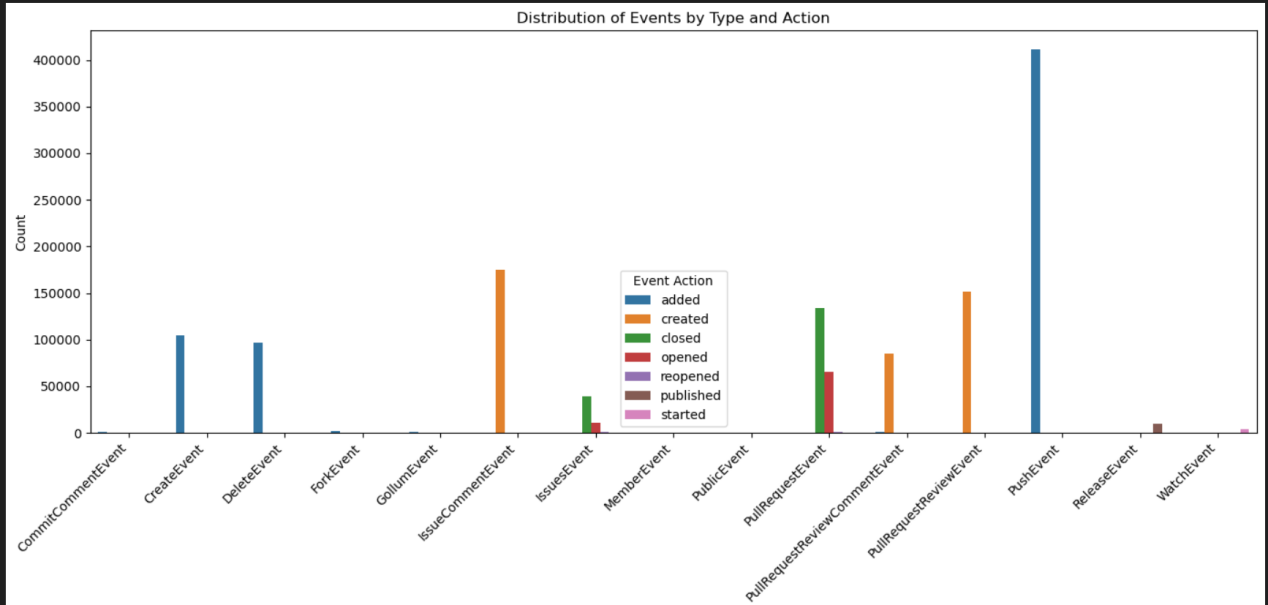 Distribution of Events by Type and Action
Count
400000
350000
300000
250000
200000
150000
100000
50000
0
Event Action
added
created
closed
opened
reopened
published
started
CommitCommentEvent
CreateEvent
DeleteEvent
ForkEvent
GollumEvent
IssueCommentEvent
IssuesEvent
MemberEvent
PublicEvent
PullRequestEvent
PullRequestReviewCommentEvent
PullRequestReviewEvent
PushEvent
ReleaseEvent
WatchEvent